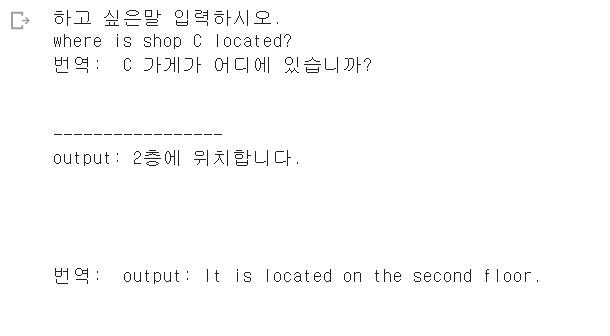 하고 싶은말 입력하시오.
where is shop C located?
번역:  C 가게가 어디에 있습니까?
-----------------
output: 2층에 위치합니다.
번역:  output: It is located on the second floor.